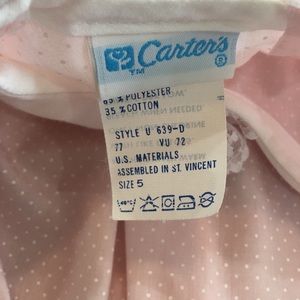 Carter's ®
TM
65 % POLYESTER
35 % COTTON
STYLE U 639-D
77 VU 72
U.S. MATERIALS
ASSEMBLED IN ST. VINCENT
SIZE 5